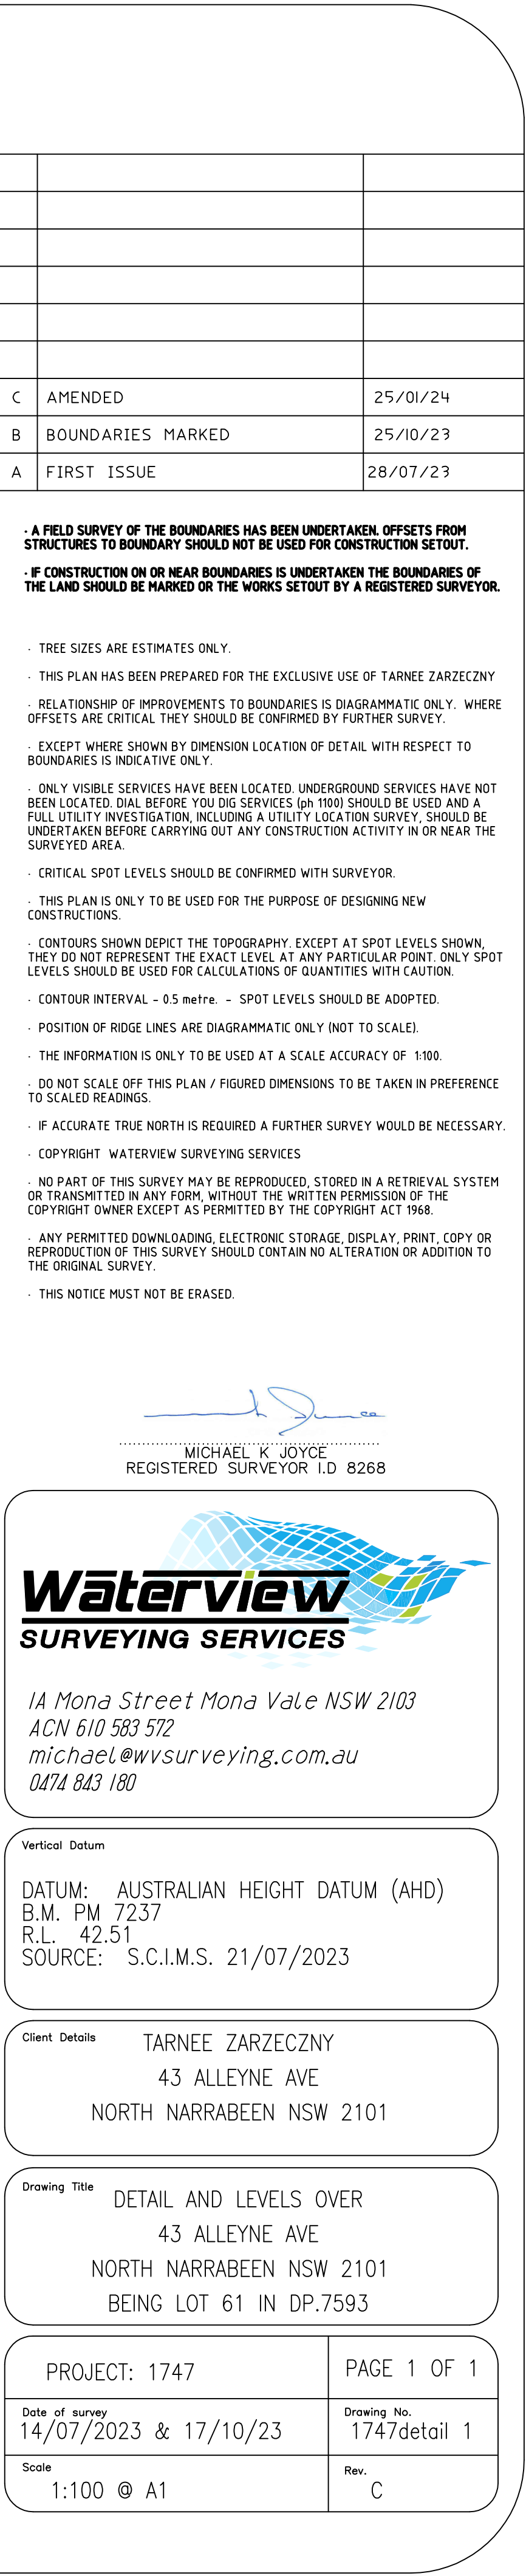 C AMENDED 25/01/24
B BOUNDARIES MARKED 25/10/23
A FIRST ISSUE 28/07/23
· A FIELD SURVEY OF THE BOUNDARIES HAS BEEN UNDERTAKEN. OFFSETS FROM
STRUCTURES TO BOUNDARY SHOULD NOT BE USED FOR CONSTRUCTION SETOUT.
· IF CONSTRUCTION ON OR NEAR BOUNDARIES IS UNDERTAKEN THE BOUNDARIES OF
THE LAND SHOULD BE MARKED OR THE WORKS SETOUT BY A REGISTERED SURVEYOR.
· TREE SIZES ARE ESTIMATES ONLY.
· THIS PLAN HAS BEEN PREPARED FOR THE EXCLUSIVE USE OF TARNEE ZARZECZNY
· RELATIONSHIP OF IMPROVEMENTS TO BOUNDARIES IS DIAGRAMMATIC ONLY. WHERE
OFFSETS ARE CRITICAL THEY SHOULD BE CONFIRMED BY FURTHER SURVEY.
· EXCEPT WHERE SHOWN BY DIMENSION LOCATION OF DETAIL WITH RESPECT TO
BOUNDARIES IS INDICATIVE ONLY.
· ONLY VISIBLE SERVICES HAVE BEEN LOCATED. UNDERGROUND SERVICES HAVE NOT
BEEN LOCATED. DIAL BEFORE YOU DIG SERVICES (ph 1100) SHOULD BE USED AND A
FULL UTILITY INVESTIGATION, INCLUDING A UTILITY LOCATION SURVEY, SHOULD BE
UNDERTAKEN BEFORE CARRYING OUT ANY CONSTRUCTION ACTIVITY IN OR NEAR THE
SURVEYED AREA.
· CRITICAL SPOT LEVELS SHOULD BE CONFIRMED WITH SURVEYOR.
· THIS PLAN IS ONLY TO BE USED FOR THE PURPOSE OF DESIGNING NEW
CONSTRUCTIONS.
· CONTOURS SHOWN DEPICT THE TOPOGRAPHY. EXCEPT AT SPOT LEVELS SHOWN,
THEY DO NOT REPRESENT THE EXACT LEVEL AT ANY PARTICULAR POINT. ONLY SPOT
LEVELS SHOULD BE USED FOR CALCULATIONS OF QUANTITIES WITH CAUTION.
· CONTOUR INTERVAL - 0.5 metre. - SPOT LEVELS SHOULD BE ADOPTED.
· POSITION OF RIDGE LINES ARE DIAGRAMMATIC ONLY (NOT TO SCALE).
· THE INFORMATION IS ONLY TO BE USED AT A SCALE ACCURACY OF 1:100.
· DO NOT SCALE OFF THIS PLAN / FIGURED DIMENSIONS TO BE TAKEN IN PREFERENCE
TO SCALED READINGS.
· IF ACCURATE TRUE NORTH IS REQUIRED A FURTHER SURVEY WOULD BE NECESSARY.
· COPYRIGHT WATERVIEW SURVEYING SERVICES
· NO PART OF THIS SURVEY MAY BE REPRODUCED, STORED IN A RETRIEVAL SYSTEM
OR TRANSMITTED IN ANY FORM, WITHOUT THE WRITTEN PERMISSION OF THE
COPYRIGHT OWNER EXCEPT AS PERMITTED BY THE COPYRIGHT ACT 1968.
· ANY PERMITTED DOWNLOADING, ELECTRONIC STORAGE, DISPLAY, PRINT, COPY OR
REPRODUCTION OF THIS SURVEY SHOULD CONTAIN NO ALTERATION OR ADDITION TO
THE ORIGINAL SURVEY.
· THIS NOTICE MUST NOT BE ERASED.
MICHAEL K JOYCE
REGISTERED SURVEYOR I.D 8268
Waterview
SURVEYING SERVICES
1A Mona Street Mona Vale NSW 2103
ACN 610 583 572
michael@wvsurveying.com.au
0474 843 180
Vertical Datum
DATUM: AUSTRALIAN HEIGHT DATUM (AHD)
B.M. PM 7237
R.L. 42.51
SOURCE: S.C.I.M.S. 21/07/2023
Client Details
TARNEE ZARZECZNY
43 ALLEYNE AVE
NORTH NARRABEEN NSW 2101
Drawing Title
DETAIL AND LEVELS OVER
43 ALLEYNE AVE
NORTH NARRABEEN NSW 2101
BEING LOT 61 IN DP.7593
PROJECT: 1747
PAGE 1 OF 1
Date of survey
14/07/2023 & 17/10/23
Drawing No.
1747detail 1
Scale
1:100 @ A1
Rev.
C